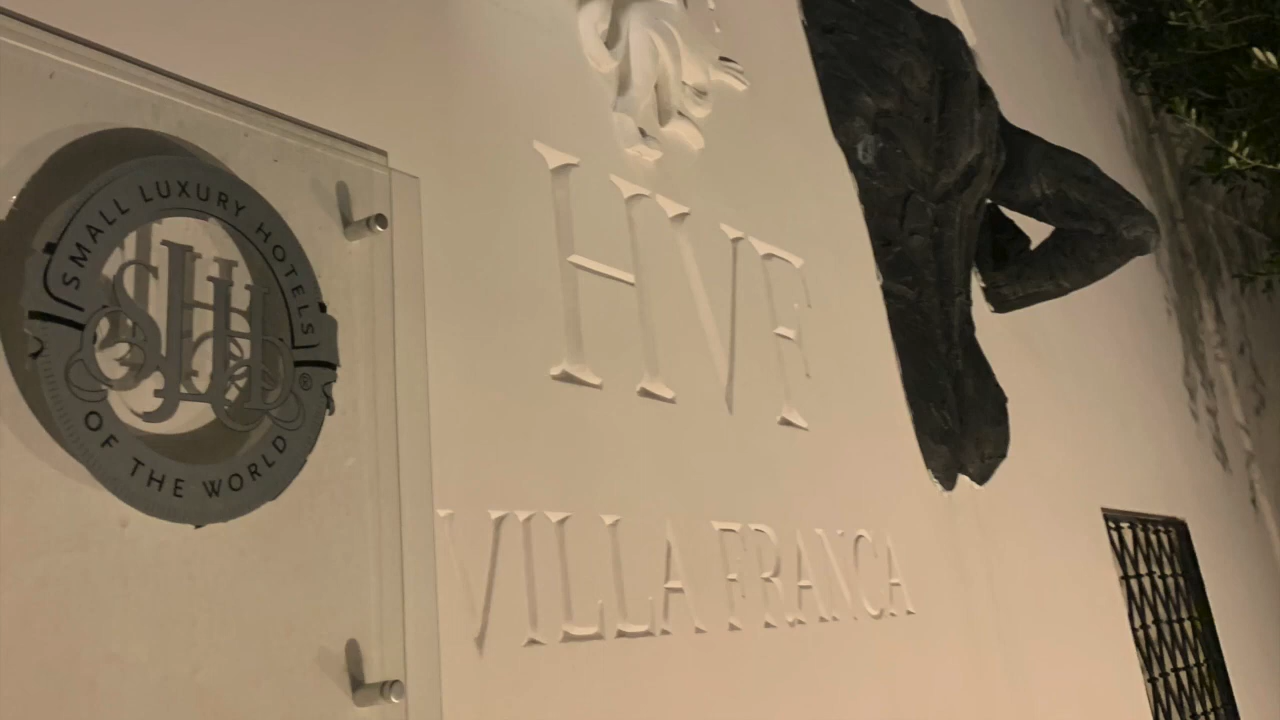 SMALL LUXURY HOTELS
SLH
OF THE WORLD
®
HVF
VILLA FRANCA